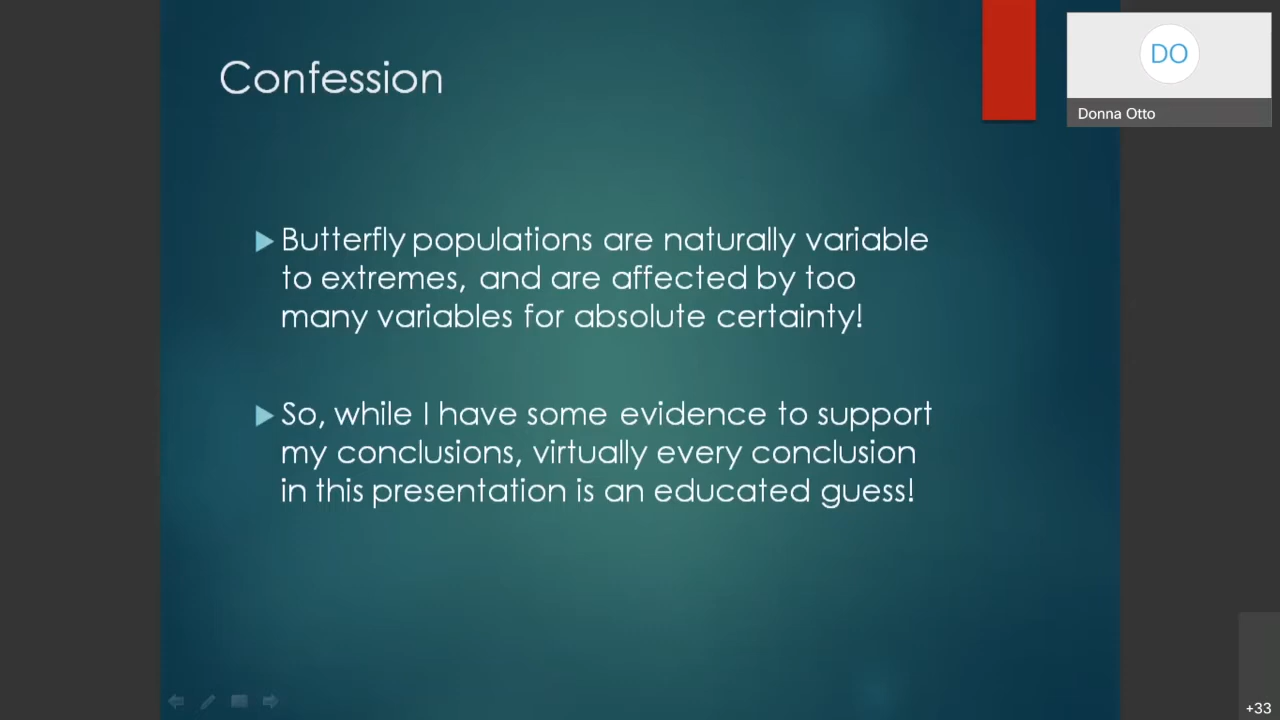 Confession
DO
Donna Otto
Butterfly populations are naturally variable
to extremes, and are affected by too
many variables for absolute certainty!
So, while I have some evidence to support
my conclusions, virtually every conclusion
in this presentation is an educated guess!
+33